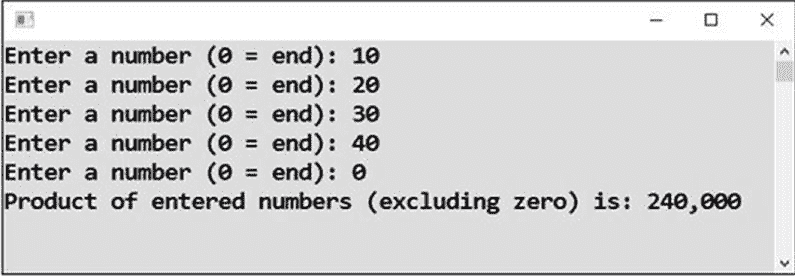 Enter a number (0 = end): 10
Enter a number (0 = end): 20
Enter a number (0 = end): 30
Enter a number (0 = end): 40
Enter a number (0 = end): 0
Product of entered numbers (excluding zero) is: 240,000